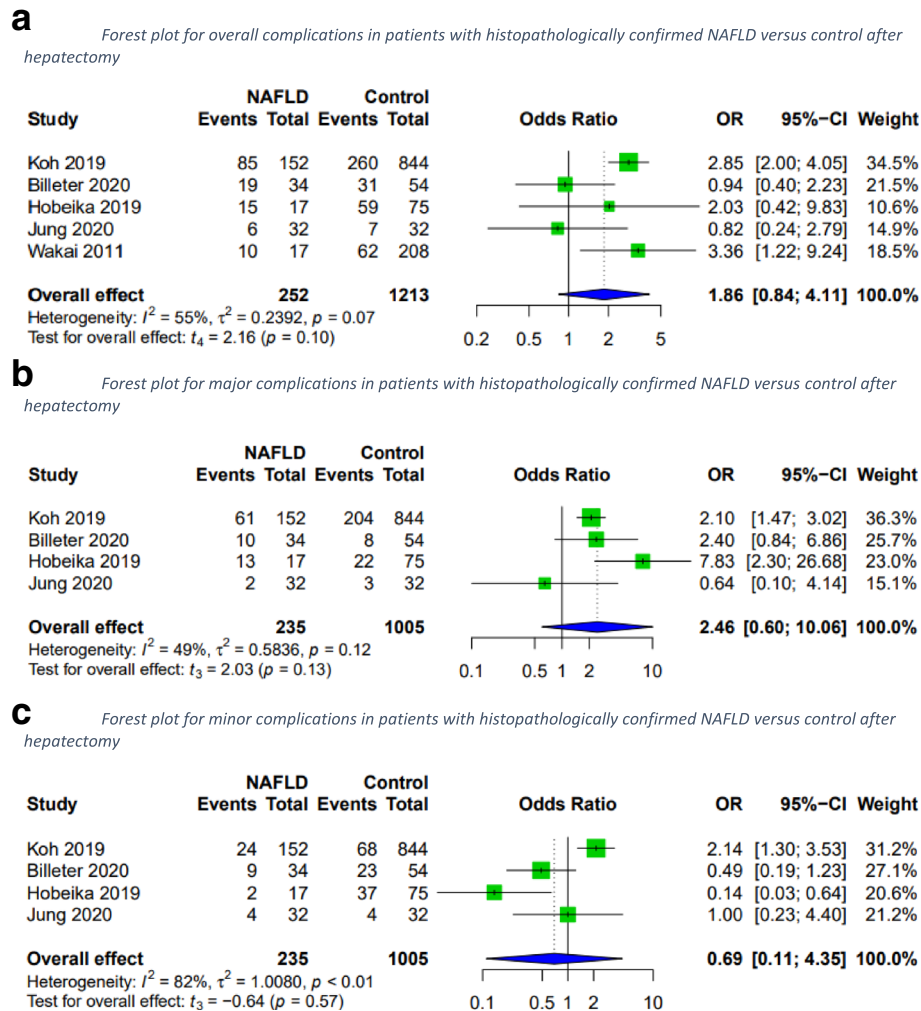 a
Forest plot for overall complications in patients with histopathologically confirmed NAFLD versus control after
hepatectomy
NAFLD Control
Study Events Total Events Total Odds Ratio OR 95%−CI Weight
Koh 2019 85 152 260 844 2.85 [2.00; 4.05] 34.5%
Billeter 2020 19 34 31 54 0.94 [0.40; 2.23] 21.5%
Hobeika 2019 15 17 59 75 2.03 [0.42; 9.83] 10.6%
Jung 2020 6 32 7 32 0.82 [0.24; 2.79] 14.9%
Wakai 2011 10 17 62 208 3.36 [1.22; 9.24] 18.5%
Overall effect 252 1213 1.86 [0.84; 4.11] 100.0%
Heterogeneity: I² = 55%, τ² = 0.2392, p = 0.07
Test for overall effect: t₄ = 2.16 (p = 0.10)
0.2 0.5 1 2 5
b
Forest plot for major complications in patients with histopathologically confirmed NAFLD versus control after
hepatectomy
NAFLD Control
Study Events Total Events Total Odds Ratio OR 95%−CI Weight
Koh 2019 61 152 204 844 2.10 [1.47; 3.02] 36.3%
Billeter 2020 10 34 8 54 2.40 [0.84; 6.86] 25.7%
Hobeika 2019 13 17 22 75 7.83 [2.30; 26.68] 23.0%
Jung 2020 2 32 3 32 0.64 [0.10; 4.14] 15.1%
Overall effect 235 1005 2.46 [0.60; 10.06] 100.0%
Heterogeneity: I² = 49%, τ² = 0.5836, p = 0.12
Test for overall effect: t₃ = 2.03 (p = 0.13)
0.1 0.5 1 2 10
c
Forest plot for minor complications in patients with histopathologically confirmed NAFLD versus control after
hepatectomy
NAFLD Control
Study Events Total Events Total Odds Ratio OR 95%−CI Weight
Koh 2019 24 152 68 844 2.14 [1.30; 3.53] 31.2%
Billeter 2020 9 34 23 54 0.49 [0.19; 1.23] 27.1%
Hobeika 2019 2 17 37 75 0.14 [0.03; 0.64] 20.6%
Jung 2020 4 32 4 32 1.00 [0.23; 4.40] 21.2%
Overall effect 235 1005 0.69 [0.11; 4.35] 100.0%
Heterogeneity: I² = 82%, τ² = 1.0080, p < 0.01
Test for overall effect: t₃ = −0.64 (p = 0.57)
0.1 0.5 1 2 10